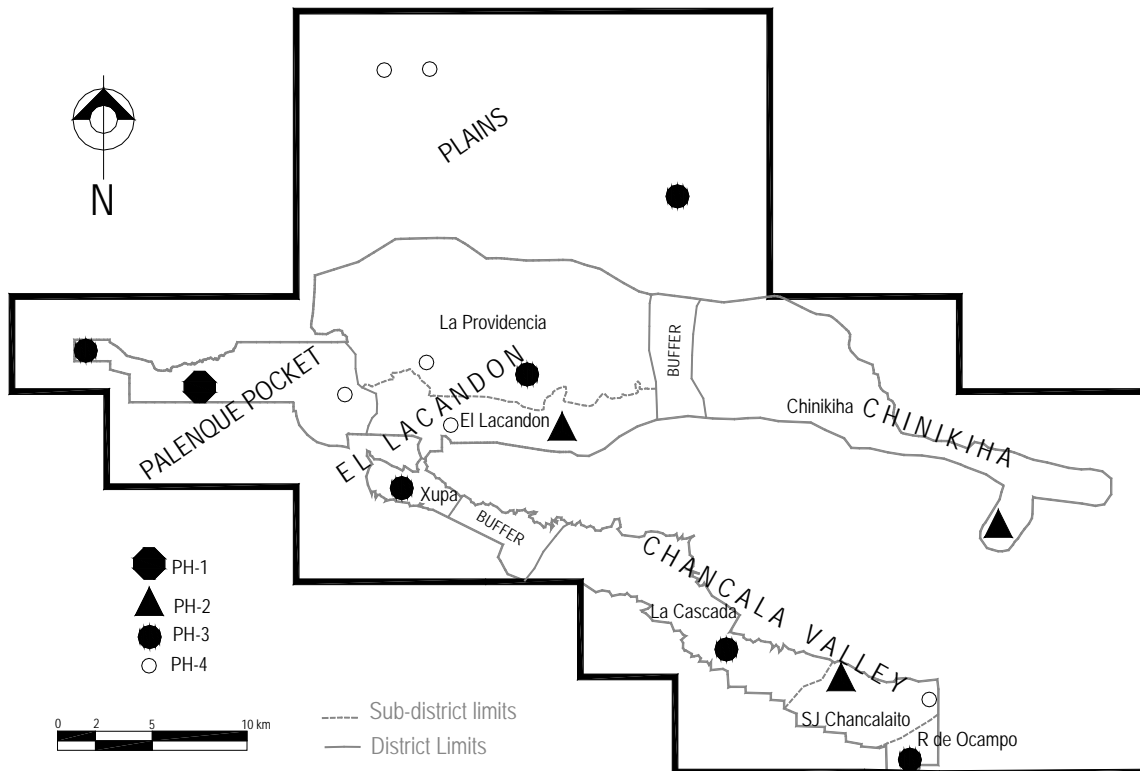 PLAINS
N
La Providencia
BUFFER
PALENQUE POCKET
EL LACANDON
El Lacandon
Chinikiha
CHINIKIHA
Xupa
BUFFER
CHANCALA VALLEY
La Cascada
SJ Chancalaito
R de Ocampo
PH-1
PH-2
PH-3
PH-4
0 2 5 10 km
Sub-district limits
District Limits